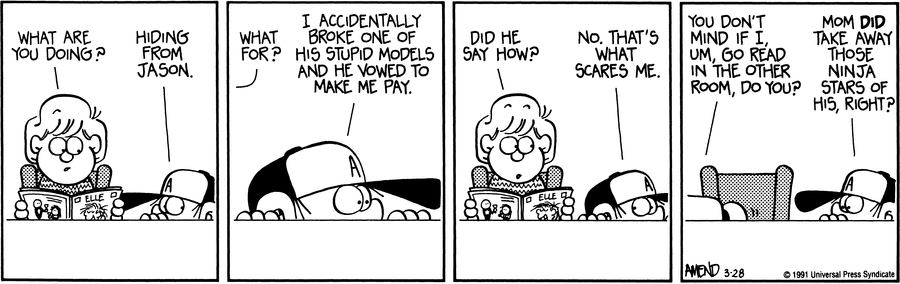 WHAT ARE
YOU DOING?
HIDING
FROM
JASON.
A
ELLE
WHAT
FOR?
I ACCIDENTALLY
BROKE ONE OF
HIS STUPID MODELS
AND HE VOWED TO
MAKE ME PAY.
A
DID HE
SAY HOW?
NO. THAT'S
WHAT
SCARES ME.
A
ELLE
YOU DON'T
MIND IF I,
UM, GO READ
IN THE OTHER
ROOM, DO YOU?
MOM DID
TAKE AWAY
THOSE
NINJA
STARS OF
HIS, RIGHT?
A
AMEND 3-28
© 1991 Universal Press Syndicate